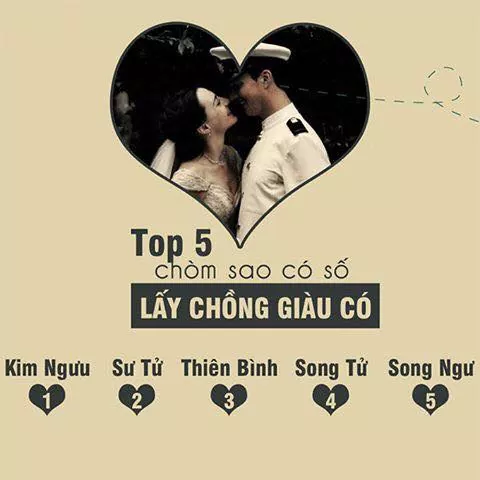 Top 5
chòm sao có số
LẤY CHỒNG GIÀU CÓ
Kim Ngưu Sư Tử Thiên Bình Song Tử Song Ngư
1 2 3 4 5